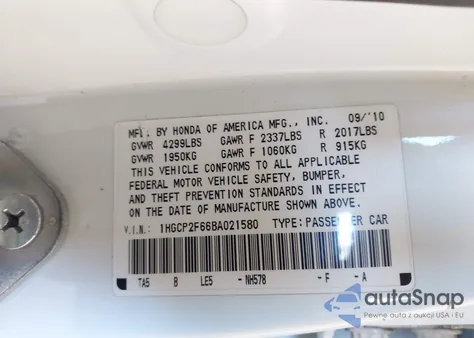 MFD. BY HONDA OF AMERICA MFG., INC. 09/'10
GVWR 4299LBS GAWR F 2337LBS R 2017LBS
GVWR 1950KG GAWR F 1060KG R 915KG
THIS VEHICLE CONFORMS TO ALL APPLICABLE
FEDERAL MOTOR VEHICLE SAFETY, BUMPER,
AND THEFT PREVENTION STANDARDS IN EFFECT
ON THE DATE OF MANUFACTURE SHOWN ABOVE.
V.I.N.: 1HGCP2F66BA021580 TYPE: PASSENGER CAR
TA5 B LE5 -NH578 -F -A
autoSnap
Pewne auta z aukcji USA i EU